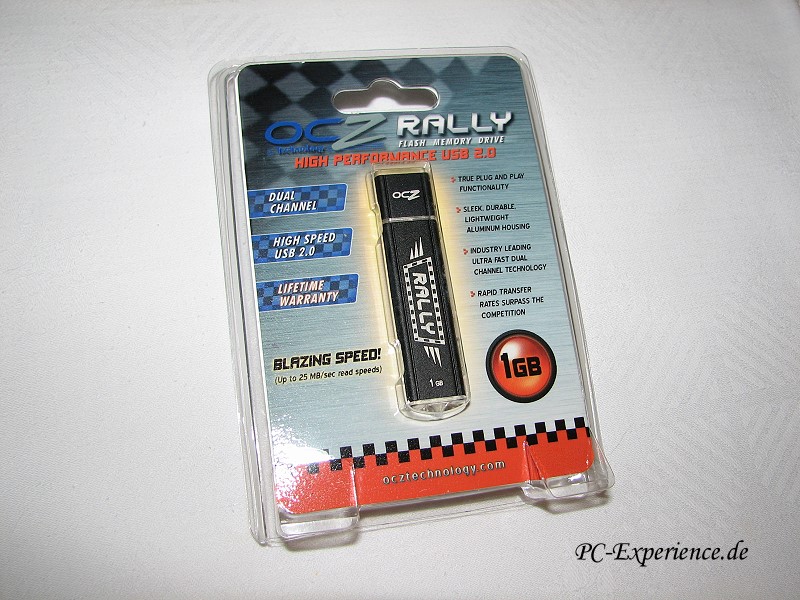 OCZ RALLY
Technology
FLASH MEMORY DRIVE
HIGH PERFORMANCE USB 2.0
DUAL
CHANNEL
HIGH SPEED
USB 2.0
LIFETIME
WARRANTY
BLAZING SPEED!
(Up to 25 MB/sec read speeds)
OCZ
RALLY
1 GB
TRUE PLUG AND PLAY
FUNCTIONALITY
SLEEK, DURABLE,
LIGHTWEIGHT
ALUMINUM HOUSING
INDUSTRY LEADING
ULTRA FAST DUAL
CHANNEL TECHNOLOGY
RAPID TRANSFER
RATES SURPASS THE
COMPETITION
1GB
ocztechnology.com
PC-Experience.de